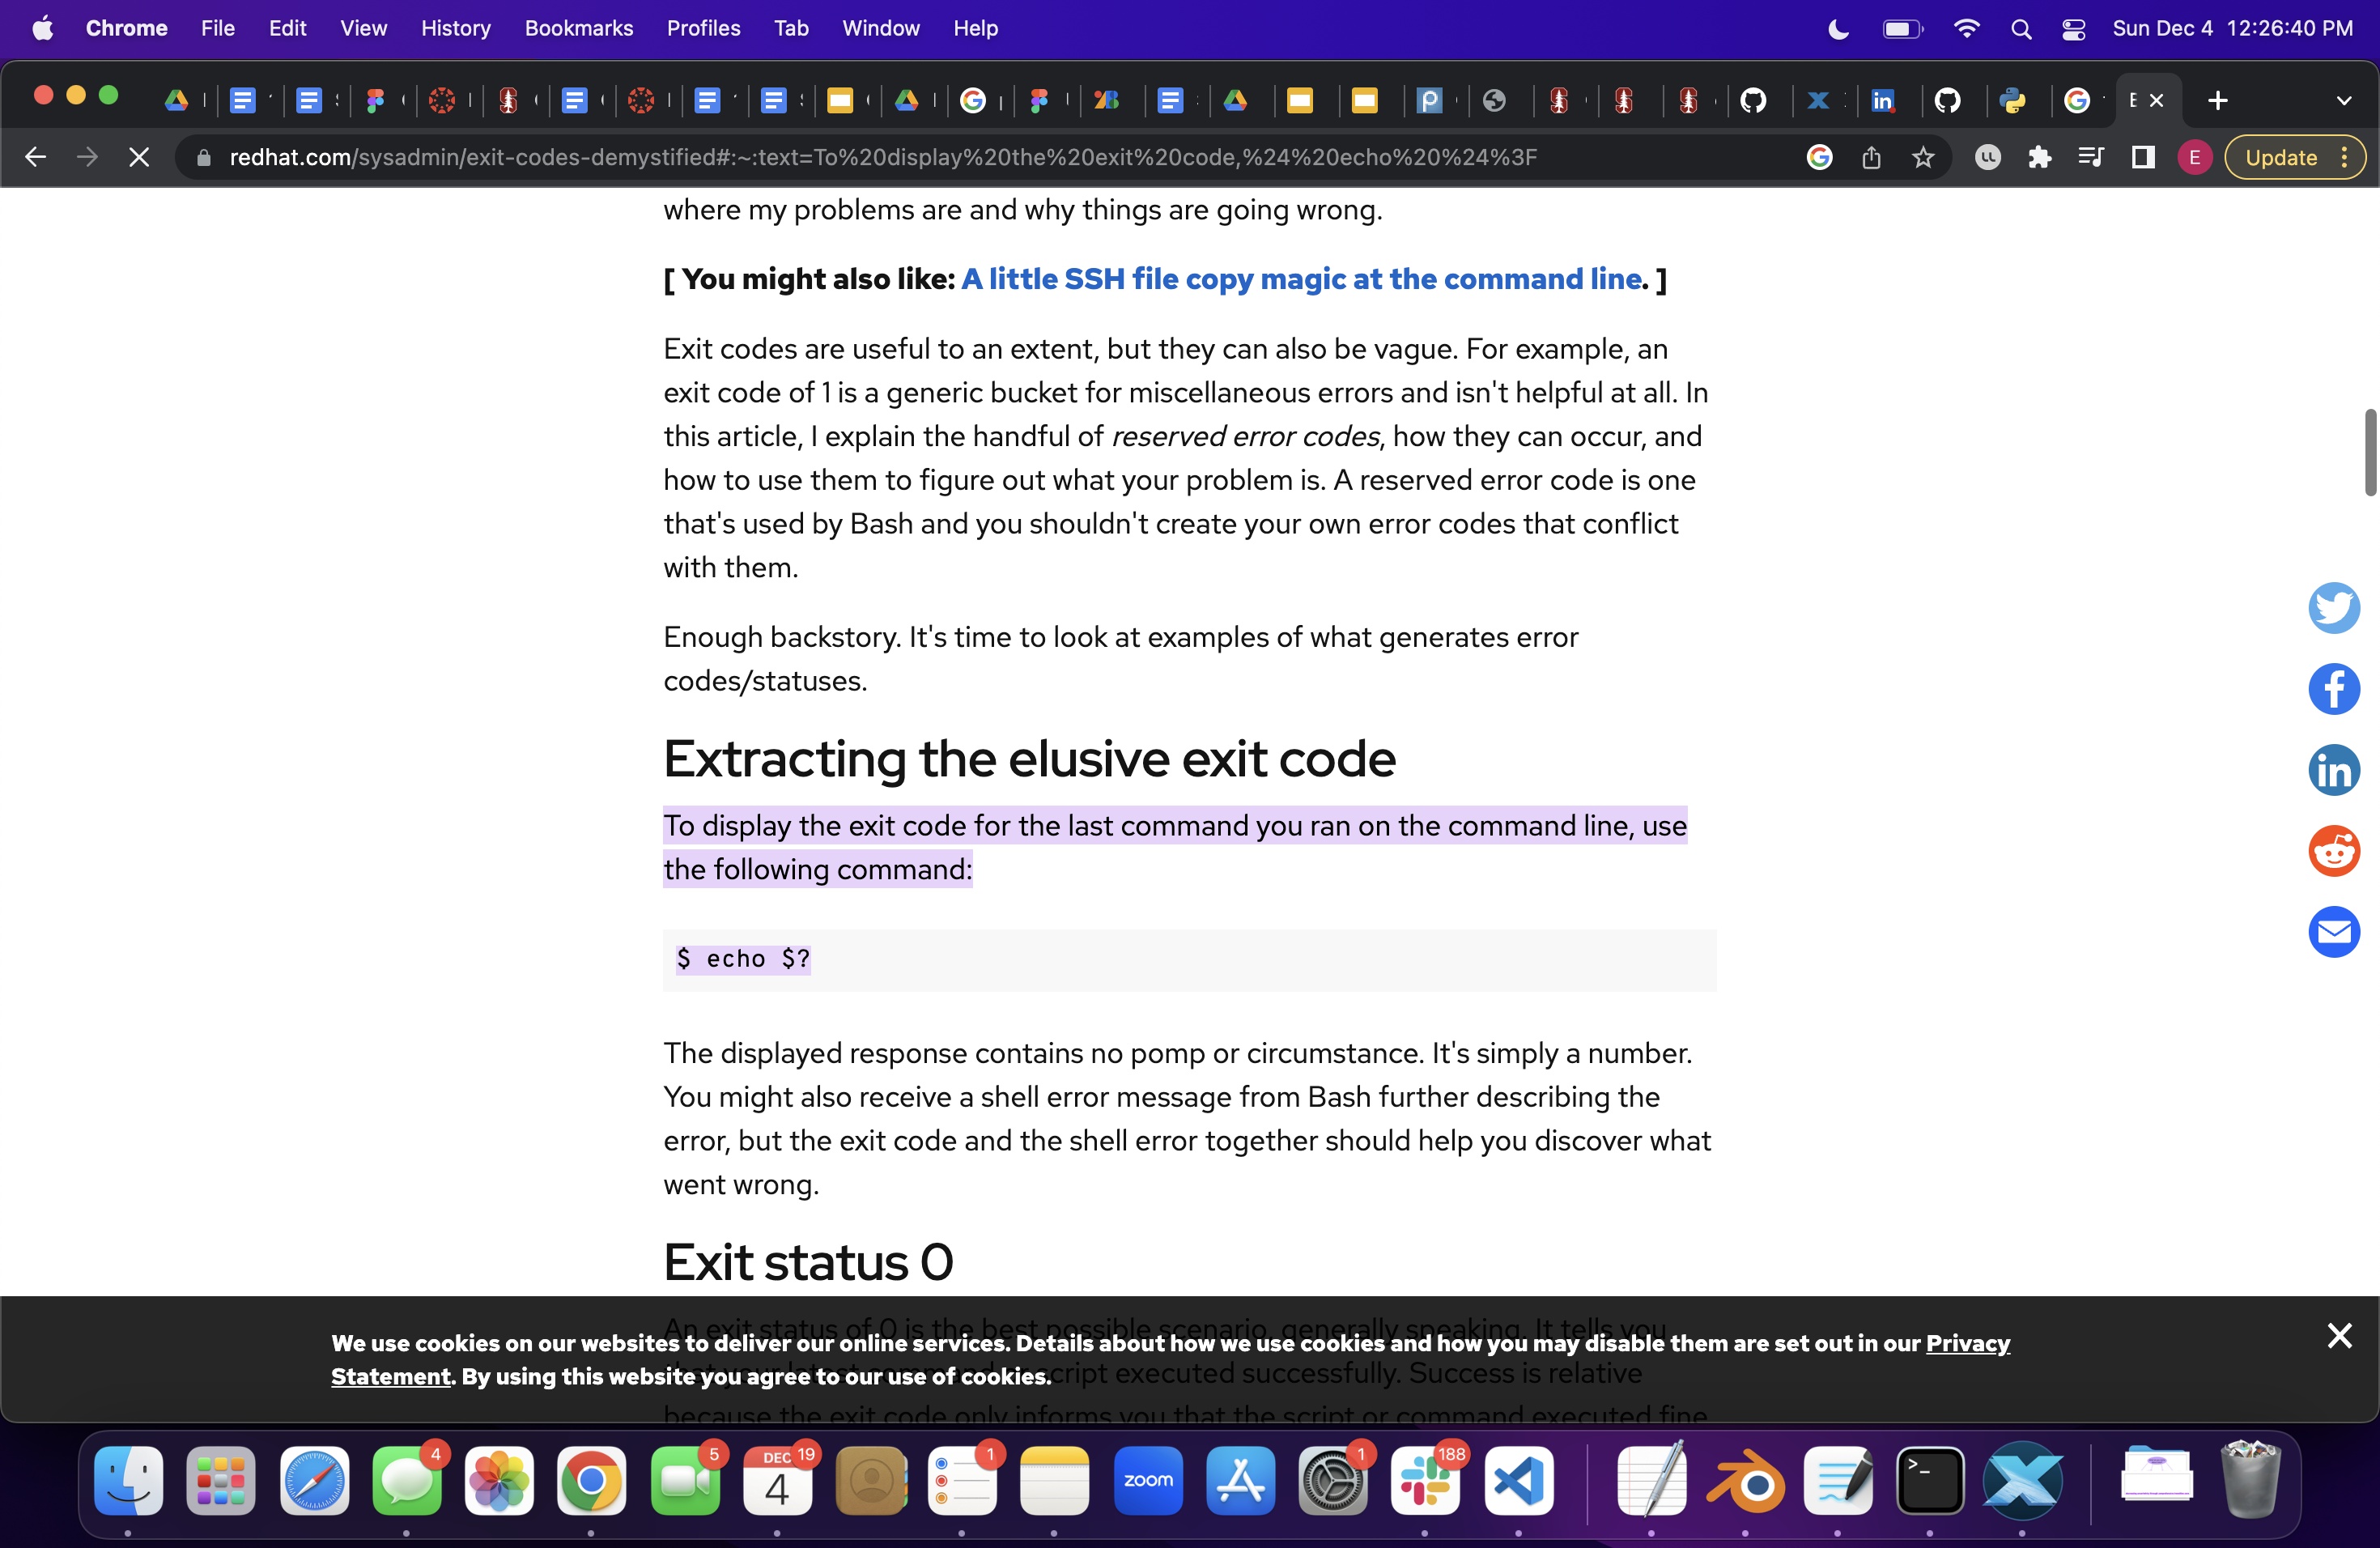 Chrome File Edit View History Bookmarks Profiles Tab Window Help Sun Dec 4 12:26:40 PM
redhat.com/sysadmin/exit-codes-demystified#:~:text=To%20display%20the%20exit%20code,%24%20echo%20%24%3F E Update
where my problems are and why things are going wrong.
[ You might also like: A little SSH file copy magic at the command line. ]
Exit codes are useful to an extent, but they can also be vague. For example, an
exit code of 1 is a generic bucket for miscellaneous errors and isn't helpful at all. In
this article, I explain the handful of reserved error codes, how they can occur, and
how to use them to figure out what your problem is. A reserved error code is one
that's used by Bash and you shouldn't create your own error codes that conflict
with them.
Enough backstory. It's time to look at examples of what generates error
codes/statuses.
Extracting the elusive exit code
To display the exit code for the last command you ran on the command line, use
the following command:
$ echo $?
The displayed response contains no pomp or circumstance. It's simply a number.
You might also receive a shell error message from Bash further describing the
error, but the exit code and the shell error together should help you discover what
went wrong.
Exit status 0
An exit status of 0 is the best possible scenario, generally speaking. It tells you
We use cookies on our websites to deliver our online services. Details about how we use cookies and how you may disable them are set out in our Privacy
Statement. By using this website you agree to our use of cookies.
script executed successfully. Success is relative
because the exit code only informs you that the script or command executed fine
4 5 DEC 19 1 1 188
4 zoom